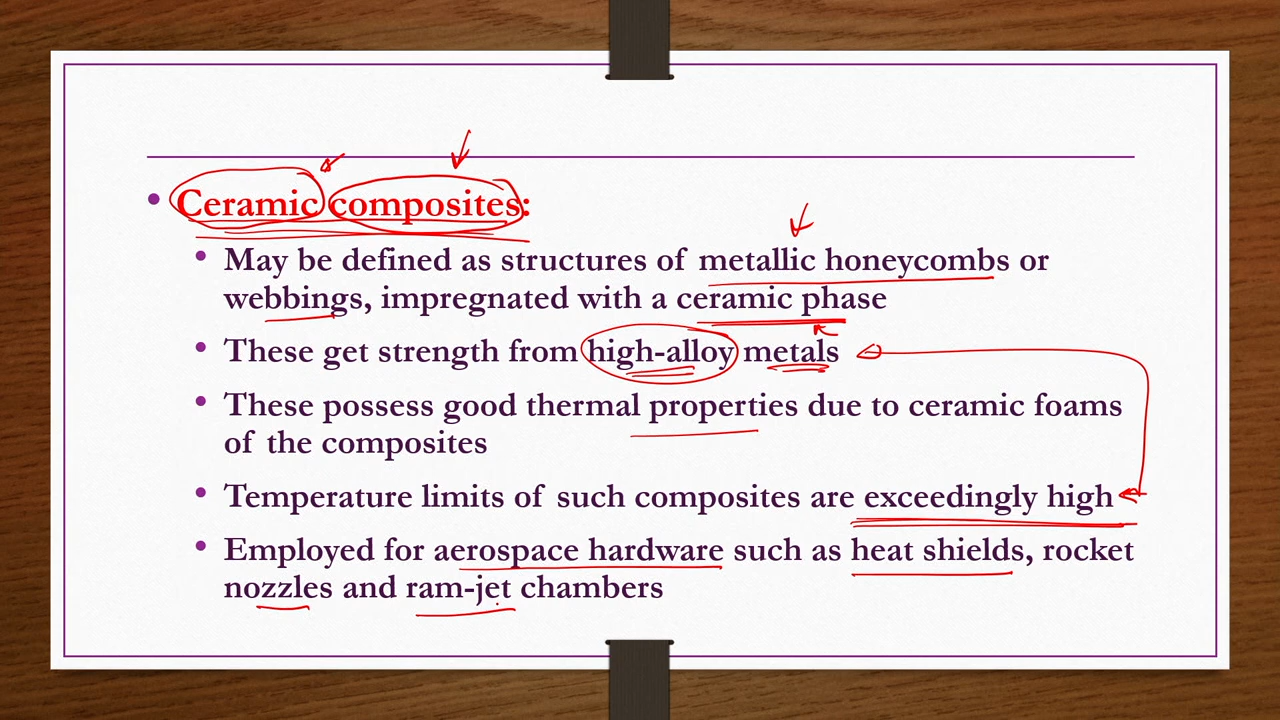 Ceramic composites:
May be defined as structures of metallic honeycombs or
webbings, impregnated with a ceramic phase
These get strength from high-alloy metals
These possess good thermal properties due to ceramic foams
of the composites
Temperature limits of such composites are exceedingly high
Employed for aerospace hardware such as heat shields, rocket
nozzles and ram-jet chambers